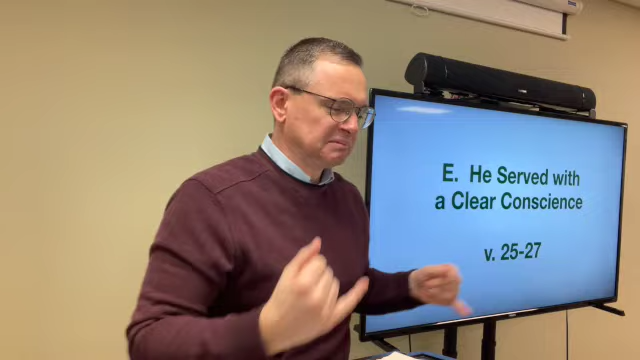 E. He Served with
a Clear Conscience
v. 25-27